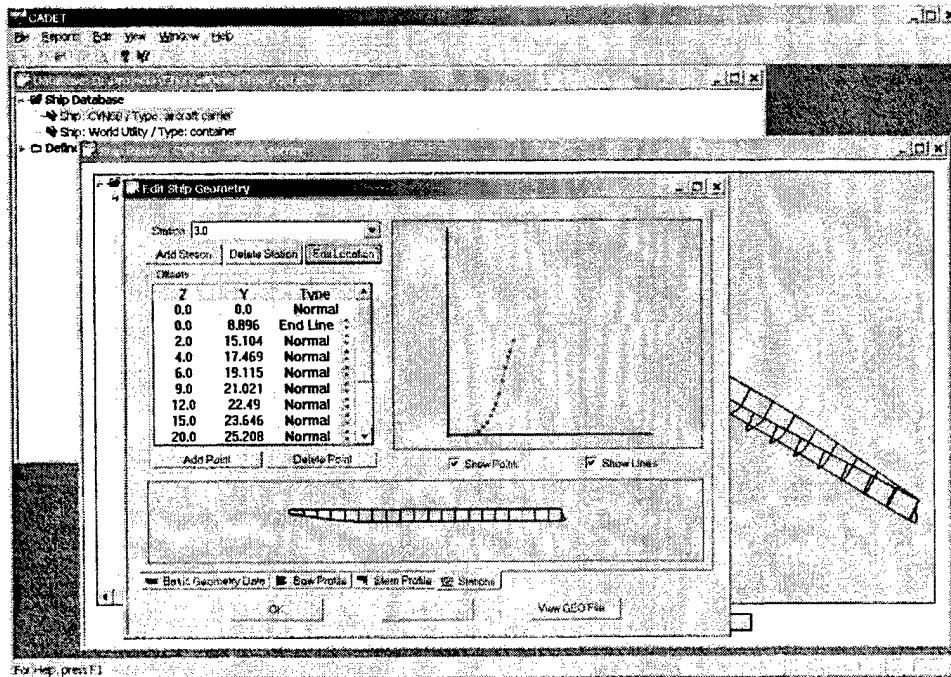 CADET
File Reports Edit View Window Help
Ship Database
Ship: CVN68 / Type: aircraft carrier
Ship: World Utility / Type: container
Edit Ship Geometry
Station 3.0
Add Station Delete Station Edit Location
Offsets
Z Y Type
0.0 0.0 Normal
0.0 8.896 End Line
2.0 15.104 Normal
4.0 17.469 Normal
6.0 19.115 Normal
9.0 21.021 Normal
12.0 22.49 Normal
15.0 23.646 Normal
20.0 25.208 Normal
Add Point Delete Point
Show Points Show Lines
Basic Geometry Data Bow Profile Stern Profile Stations
OK View GEO File
For Help, press F1